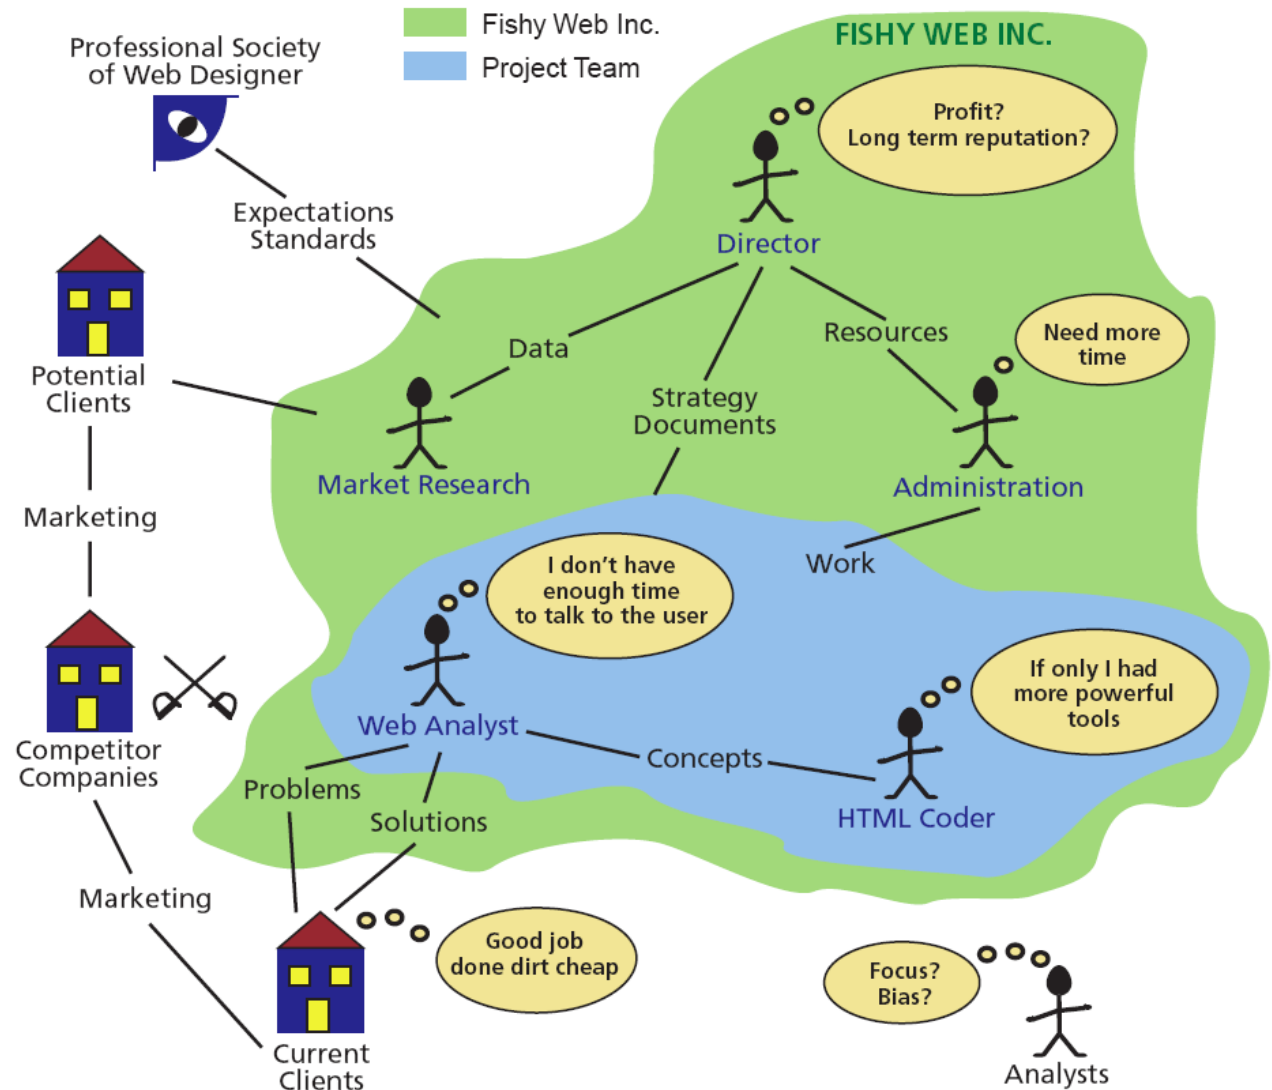 Fishy Web Inc.
Project Team
FISHY WEB INC.
Professional Society
of Web Designer
Profit?
Long term reputation?
Expectations
Standards
Director
Potential
Clients
Data
Resources
Need more
time
Strategy
Documents
Market Research
Administration
Marketing
Work
I don't have
enough time
to talk to the user
If only I had
more powerful
tools
Web Analyst
Competitor
Companies
Concepts
Problems
Solutions
HTML Coder
Marketing
Good job
done dirt cheap
Focus?
Bias?
Current
Clients
Analysts